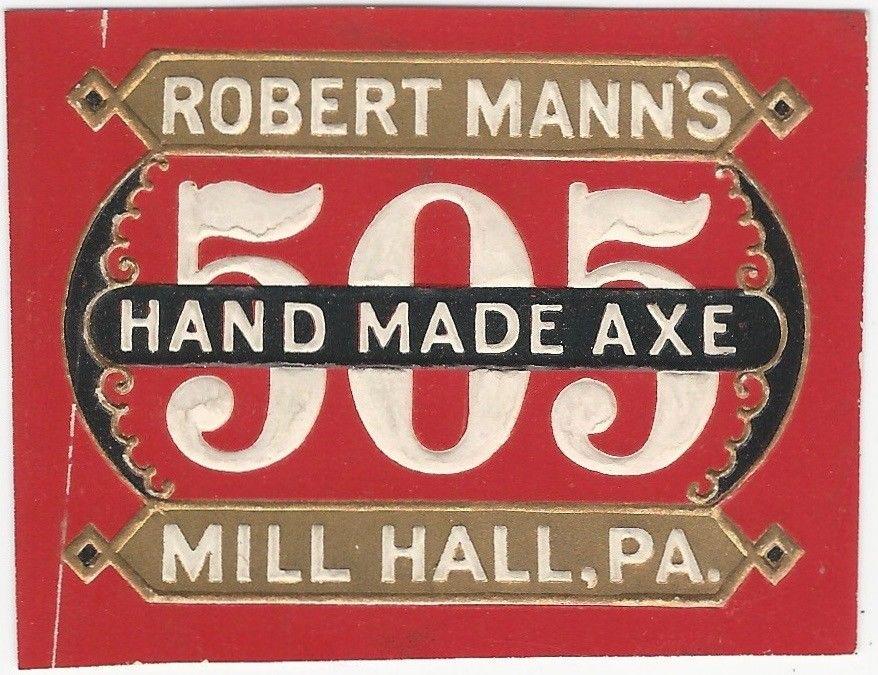 ROBERT MANN'S
505
HAND MADE AXE
MILL HALL, PA.